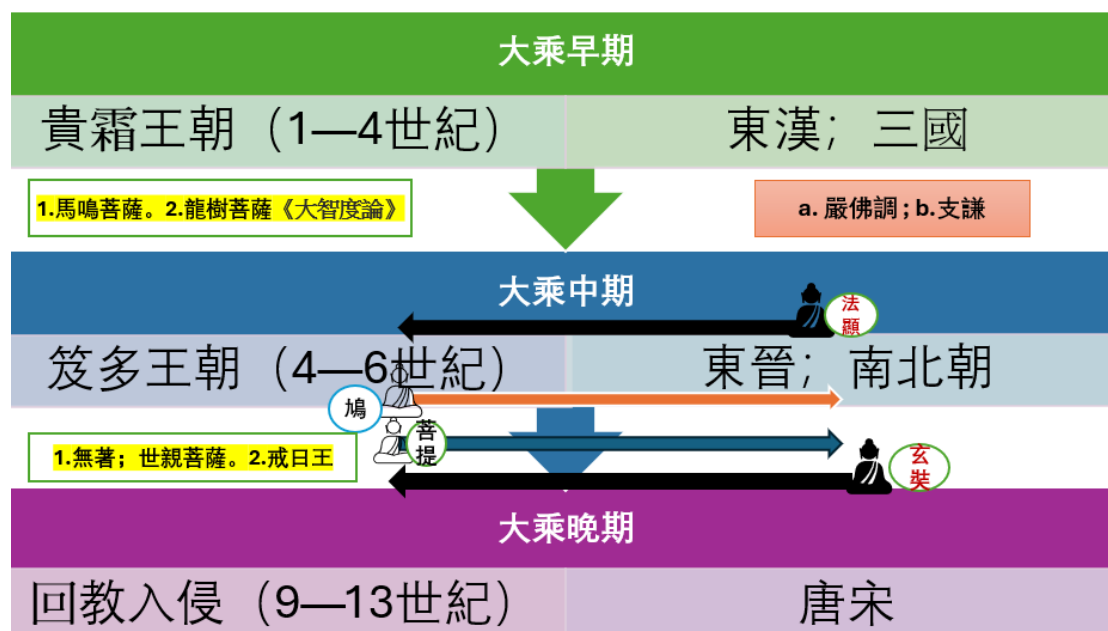 大乘早期
貴霜王朝（1—4世紀）
東漢；三國
1.馬鳴菩薩。2.龍樹菩薩《大智度論》
a. 嚴佛調；b.支謙
大乘中期
法
顯
笈多王朝（4—6世紀）
東晉；南北朝
鳩
菩
提
1.無著；世親菩薩。2.戒日王
玄
奘
大乘晚期
回教入侵（9—13世紀）
唐宋